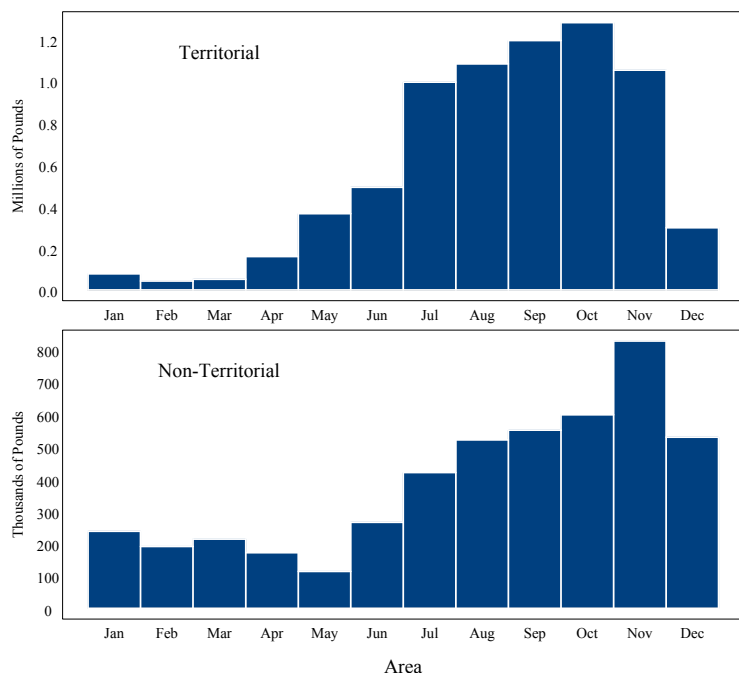 Territorial
Millions of Pounds
1.2
1.0
0.8
0.6
0.4
0.2
0.0
Jan Feb Mar Apr May Jun Jul Aug Sep Oct Nov Dec
Non-Territorial
Thousands of Pounds
800
700
600
500
400
300
200
100
0
Jan Feb Mar Apr May Jun Jul Aug Sep Oct Nov Dec
Area